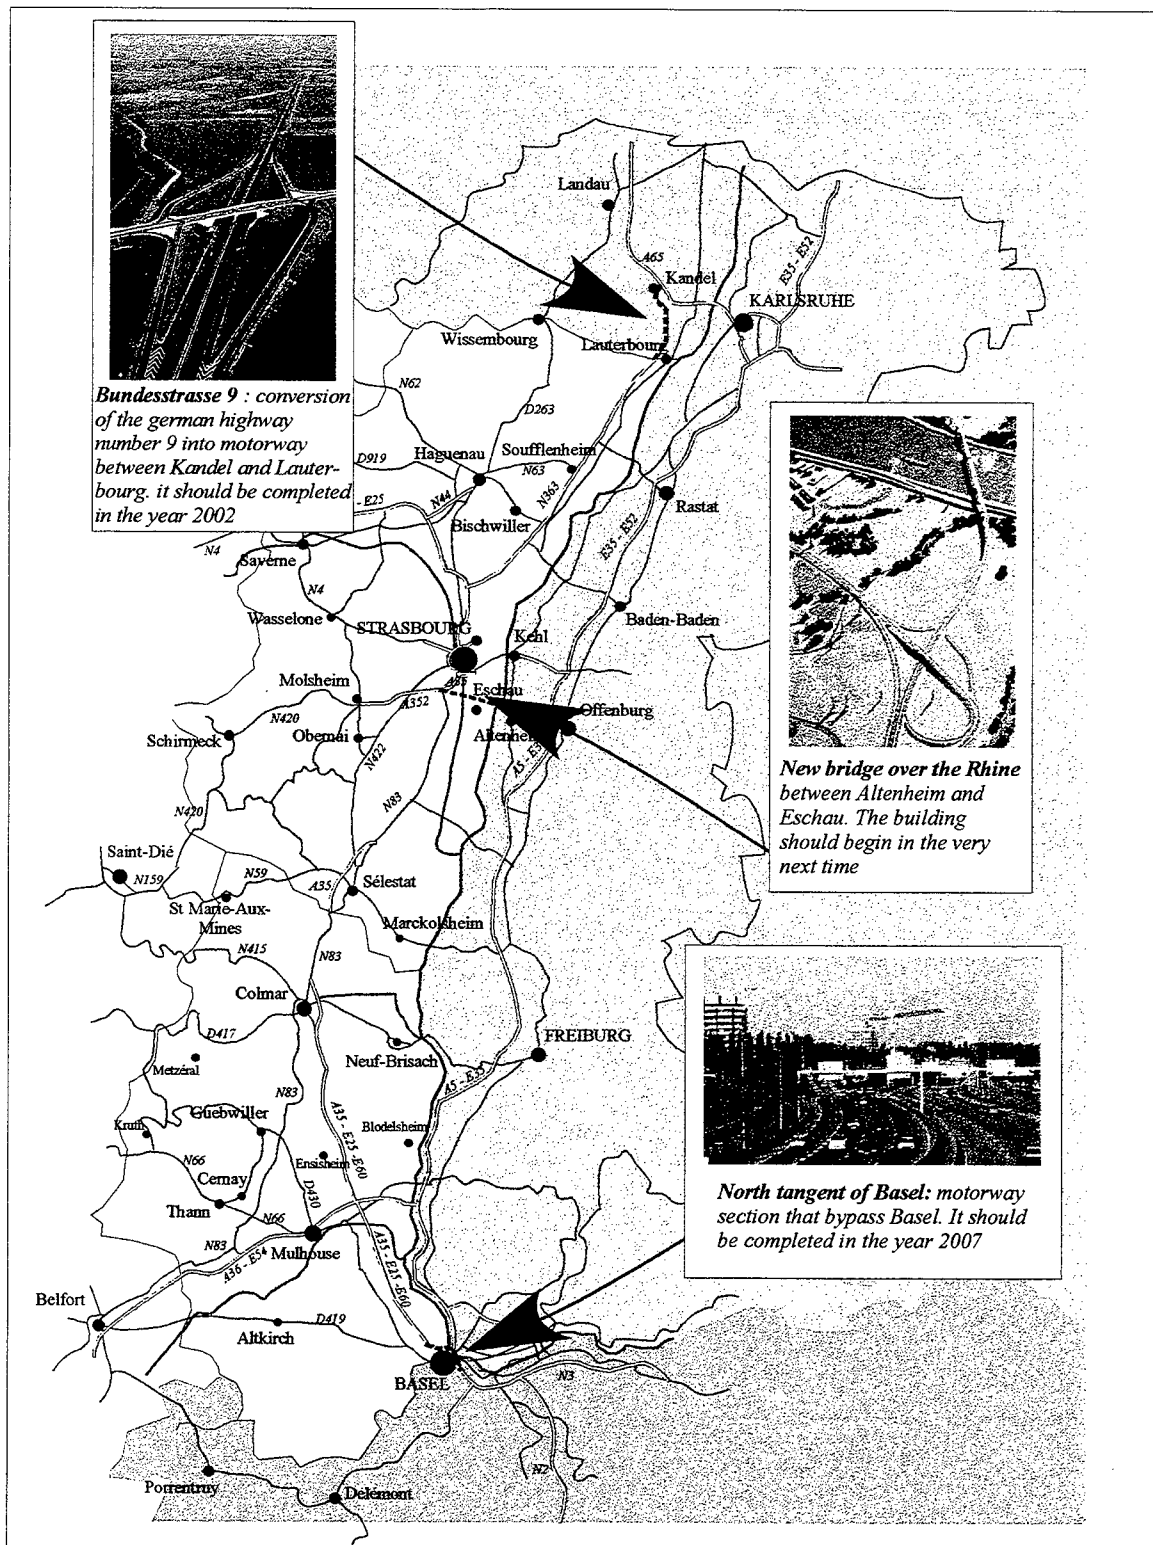 Bundesstrasse 9 : conversion
of the german highway
number 9 into motorway
between Kandel and Lauter-
bourg. it should be completed
in the year 2002
Landau
A65
Kandel
E35 - E52
KARLSRUHE
Wissembourg
Lauterbourg
N62
D263
D919
Haguenau
Soufflenheim
N63
- E25
N44
N363
Bischwiller
Rastat
E35 - E52
N4
Saverne
N4
Wasselone
STRASBOURG
Kehl
Baden-Baden
Molsheim
A35
Eschau
A352
Offenburg
N420
Schirmeck
Obernai
N422
A5 - E35
N83
New bridge over the Rhine
between Altenheim and
Eschau. The building
should begin in the very
next time
N420
Saint-Dié
N159
N59
A35
Sélestat
St Marie-Aux-
Mines
Marckolsheim
N415
N83
Colmar
D417
Metzéral
Neuf-Brisach
FREIBURG
A5 - E35
N83
A35 - E25 -E60
Kruth
Guebwiller
Blodelsheim
Ensisheim
N66
Cernay
Thann
D430
N66
N83
Mulhouse
A36 - E54
A35 - E25 -E60
North tangent of Basel: motorway
section that bypass Basel. It should
be completed in the year 2007
Belfort
D419
Altkirch
BASEL
N3
N2
Porrentruy
Delémont